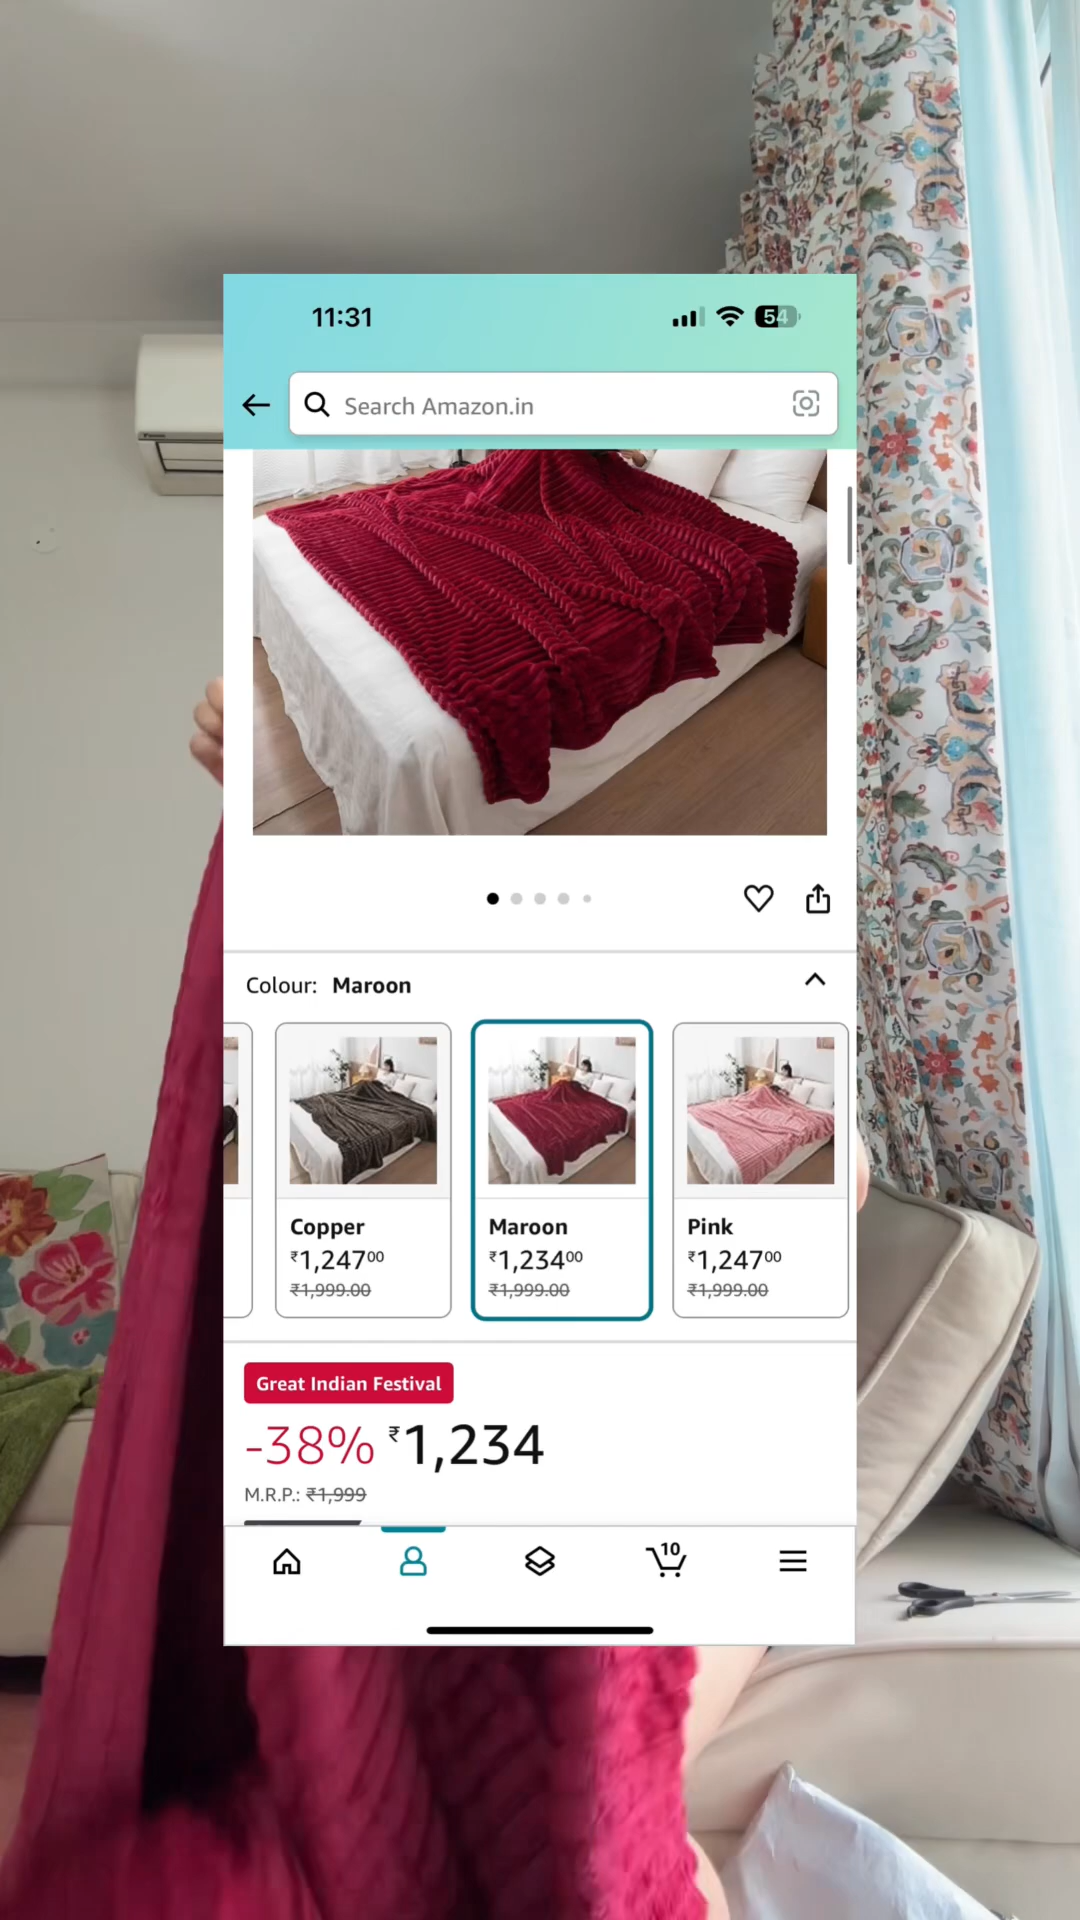 11:31
54
Search Amazon.in
Colour: Maroon
Copper
₹1,24700
₹1,999.00
Maroon
₹1,23400
₹1,999.00
Pink
₹1,24700
₹1,999.00
Great Indian Festival
-38% ₹1,234
M.R.P.: ₹1,999
10